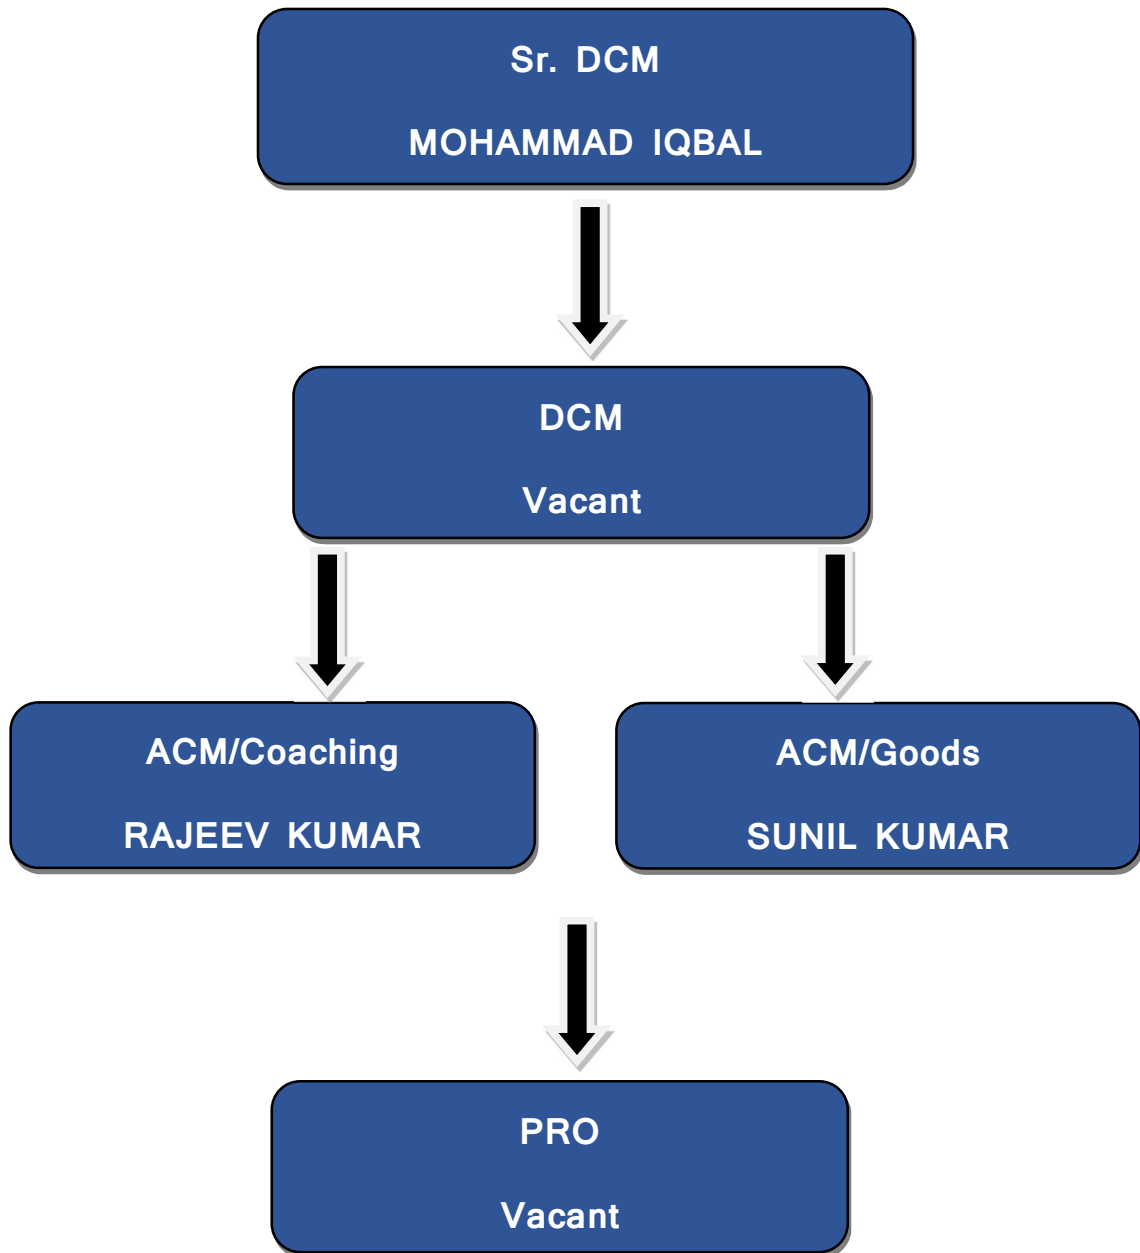 Sr. DCM
MOHAMMAD IQBAL
DCM
Vacant
ACM/Coaching
RAJEEV KUMAR
ACM/Goods
SUNIL KUMAR
PRO
Vacant